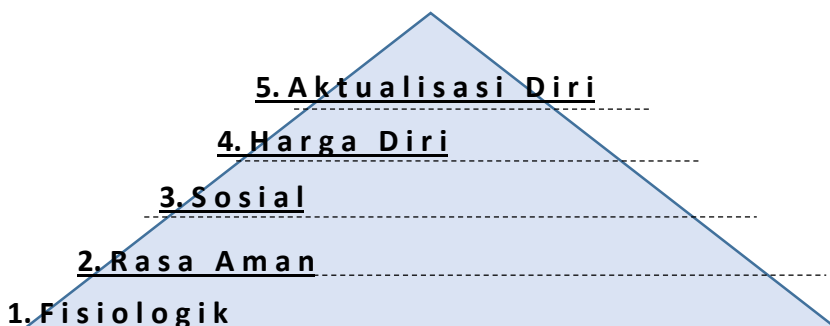 5. Aktualisasi Diri
4. Harga Diri
3. Sosial
2. Rasa Aman
1. Fisiologik